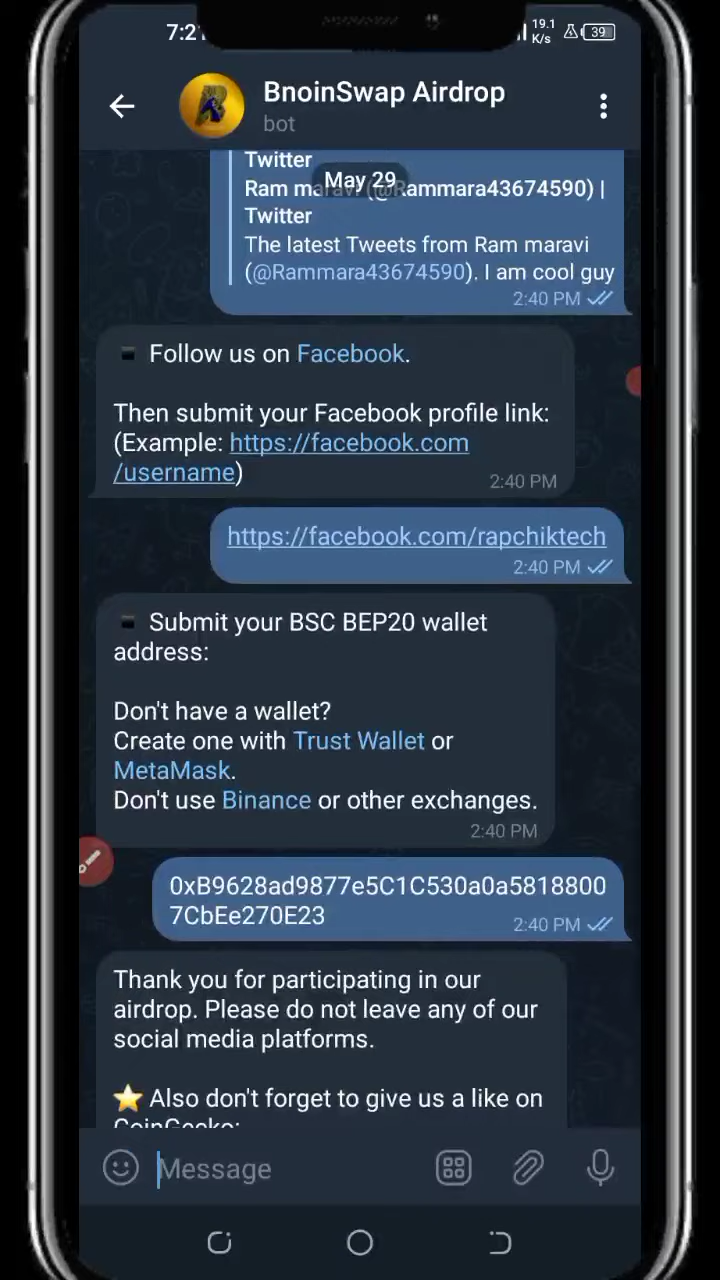 7:2
19.1
K/s
39
BnoinSwap Airdrop
bot
Twitter
May 29
Ram maravi (@Rammara43674590) |
Twitter
The latest Tweets from Ram maravi
(@Rammara43674590). I am cool guy
2:40 PM
Follow us on Facebook.
Then submit your Facebook profile link:
(Example: https://facebook.com
/username)
2:40 PM
https://facebook.com/rapchiktech
2:40 PM
Submit your BSC BEP20 wallet
address:
Don't have a wallet?
Create one with Trust Wallet or
MetaMask.
Don't use Binance or other exchanges.
2:40 PM
0xB9628ad9877e5C1C530a0a5818800
7CbEe270E23
2:40 PM
Thank you for participating in our
airdrop. Please do not leave any of our
social media platforms.
⭐ Also don't forget to give us a like on
CoinGecko:
Message